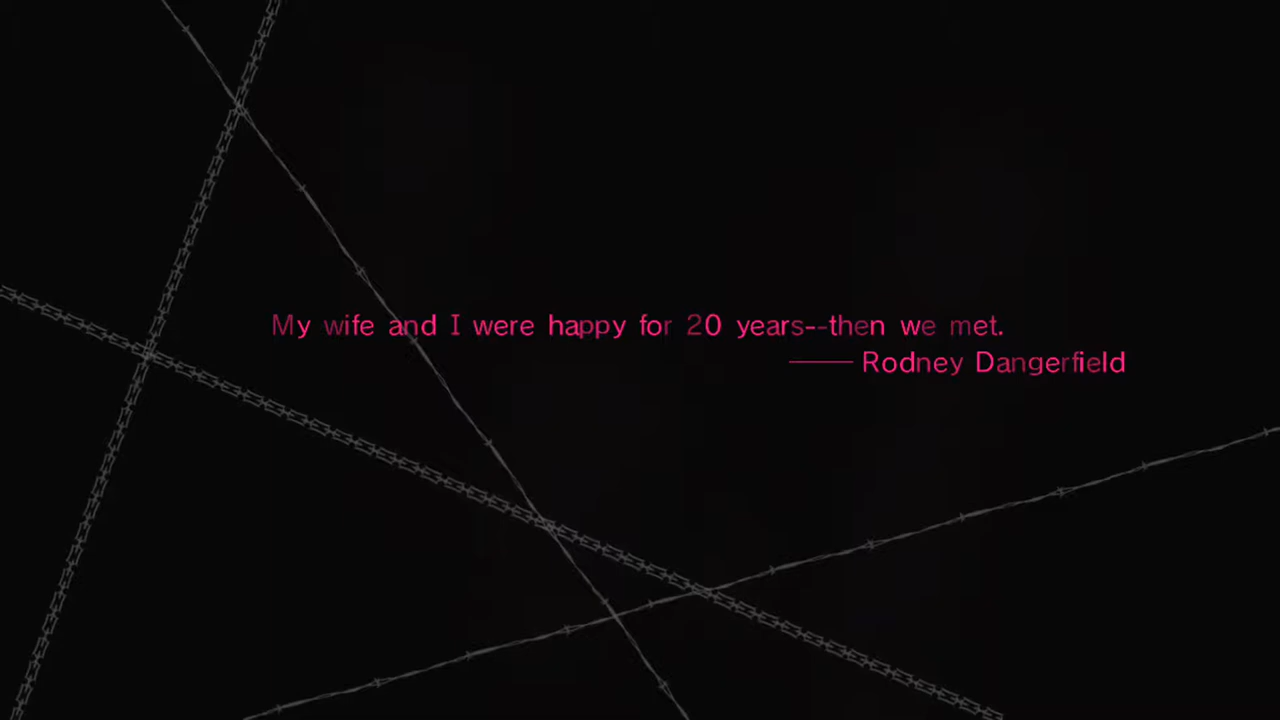 My wife and I were happy for 20 years--then we met.
——Rodney Dangerfield